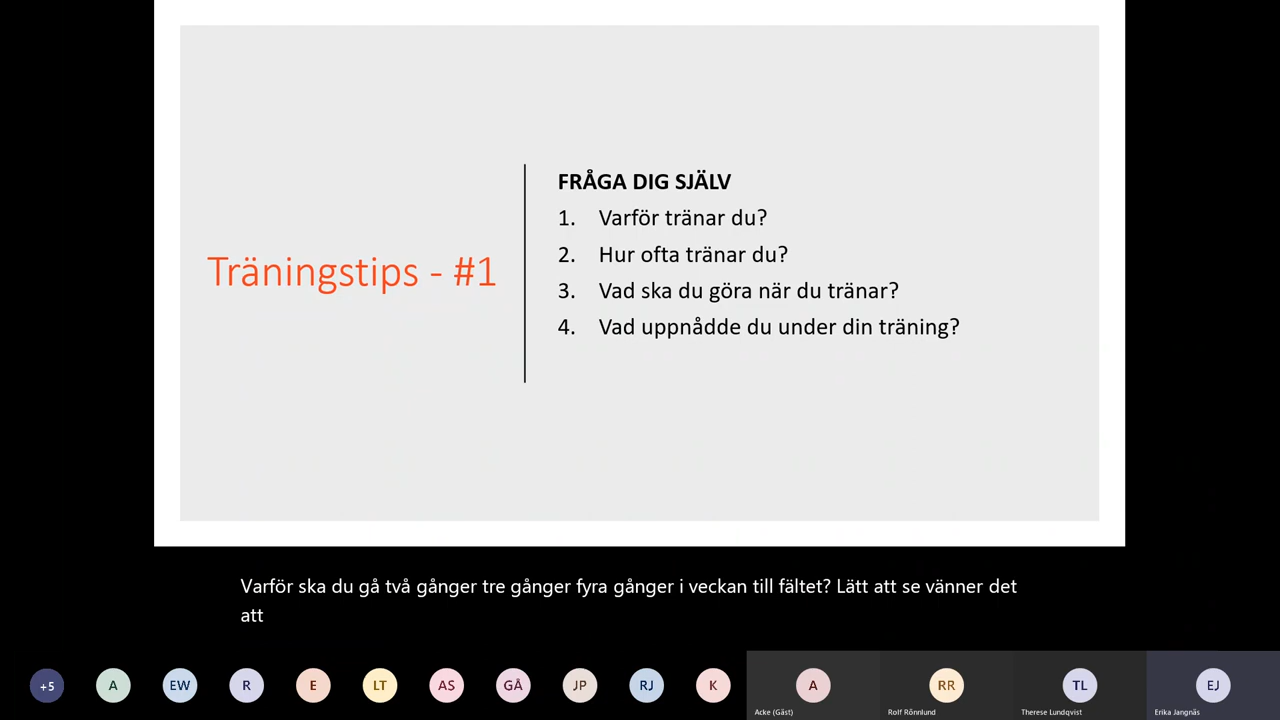 Träningstips - #1
FRÅGA DIG SJÄLV
1. Varför tränar du?
2. Hur ofta tränar du?
3. Vad ska du göra när du tränar?
4. Vad uppnådde du under din träning?
Varför ska du gå två gånger tre gånger fyra gånger i veckan till fältet? Lätt att se vänner det
att
+5 A EW R E LT AS GÅ JP RJ K A RR TL EJ
Acke (Gäst) Rolf Rönnlund Therese Lundqvist Erika Jangnäs